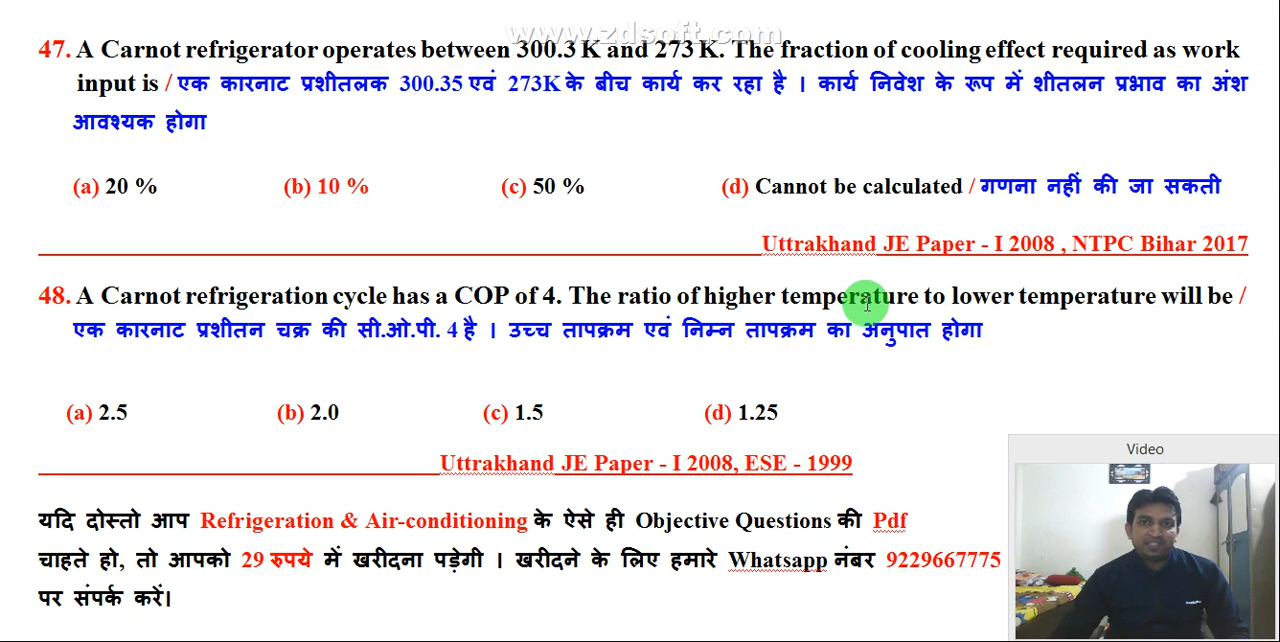 www.zdsoft.com
47. A Carnot refrigerator operates between 300.3 K and 273 K. The fraction of cooling effect required as work
input is / एक कारनाट प्रशीतलक 300.35 एवं 273K के बीच कार्य कर रहा है । कार्य निवेश के रूप में शीतलन प्रभाव का अंश
आवश्यक होगा
(a) 20 % (b) 10 % (c) 50 % (d) Cannot be calculated / गणना नहीं की जा सकती
Uttrakhand JE Paper - I 2008 , NTPC Bihar 2017
48. A Carnot refrigeration cycle has a COP of 4. The ratio of higher temperature to lower temperature will be /
एक कारनाट प्रशीतन चक्र की सी.ओ.पी. 4 है । उच्च तापक्रम एवं निम्न तापक्रम का अनुपात होगा
(a) 2.5 (b) 2.0 (c) 1.5 (d) 1.25
Uttrakhand JE Paper - I 2008, ESE - 1999
Video
यदि दोस्तो आप Refrigeration & Air-conditioning के ऐसे ही Objective Questions की Pdf
चाहते हो, तो आपको 29 रुपये में खरीदना पड़ेगी । खरीदने के लिए हमारे Whatsapp नंबर 9229667775
पर संपर्क करें।